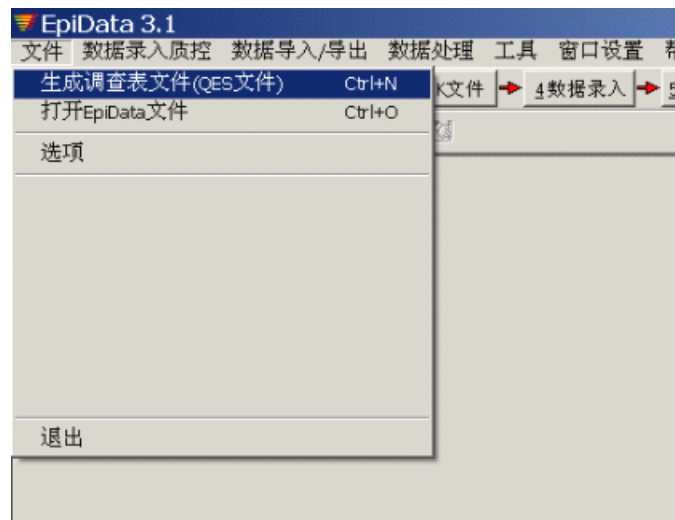 EpiData 3.1
文件 数据录入质控 数据导入/导出 数据处理 工具 窗口设置
生成调查表文件(QES文件) Ctrl+N K文件 4数据录入 5
打开EpiData文件 Ctrl+O
选项
退出